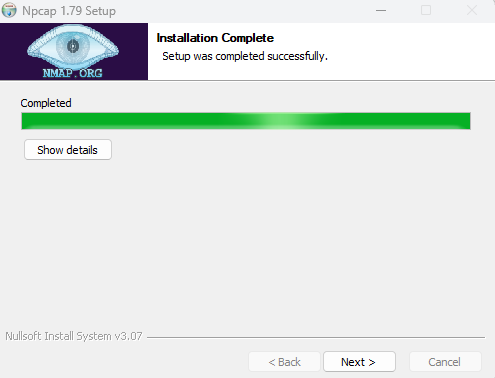 Npcap 1.79 Setup
NMAP.ORG
Installation Complete
Setup was completed successfully.
Completed
Show details
Nullsoft Install System v3.07
< Back
Next >
Cancel